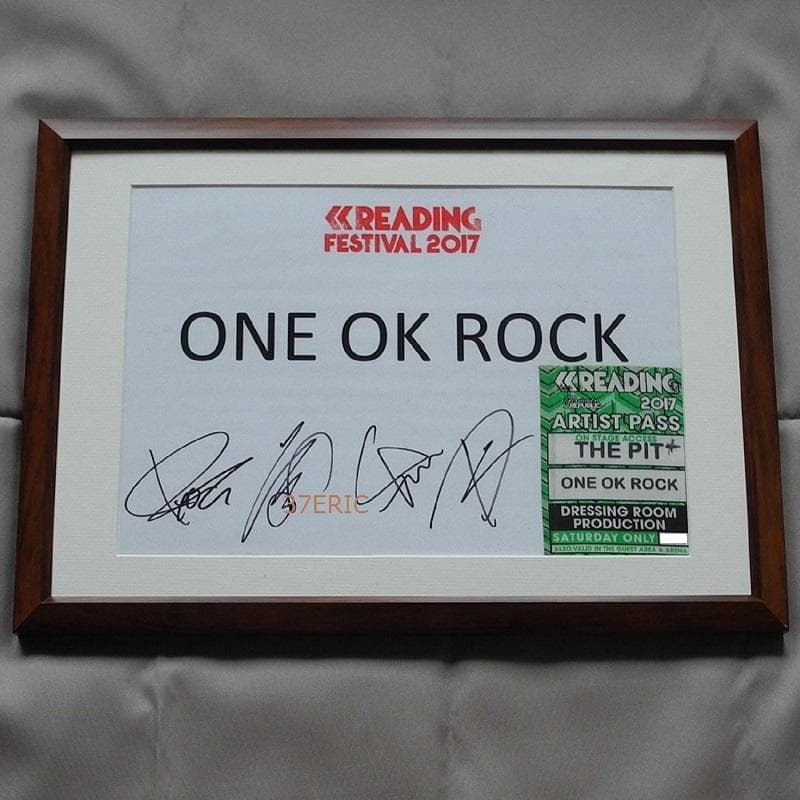 READING
FESTIVAL 2017
ONE OK ROCK
37ERIC
READING
2017
ARTIST PASS
ON STAGE ACCESS
THE PIT*
ONE OK ROCK
DRESSING ROOM
PRODUCTION
SATURDAY ONLY
ALSO VALID IN THE GUEST AREA & ARENA